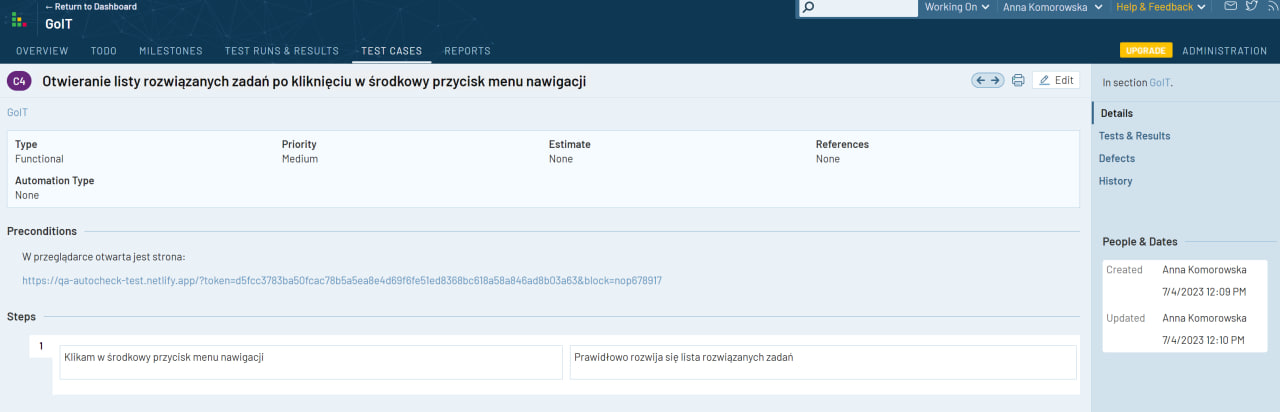 ← Return to Dashboard
GoIT
Working On
Anna Komorowska
Help & Feedback
OVERVIEW
TODO
MILESTONES
TEST RUNS & RESULTS
TEST CASES
REPORTS
UPGRADE
ADMINISTRATION
C4
Otwieranie listy rozwiązanych zadań po kliknięciu w środkowy przycisk menu nawigacji
Edit
GoIT
Type
Functional
Priority
Medium
Estimate
None
References
None
Automation Type
None
Preconditions
W przeglądarce otwarta jest strona:
https://qa-autocheck-test.netlify.app/?token=d5fcc3783ba50fcac78b5a5ea8e4d69f6fe51ed8368bc618a58a846ad8b03a63&block=nop678917
Steps
1
Klikam w środkowy przycisk menu nawigacji
Prawidłowo rozwija się lista rozwiązanych zadań
In section GoIT.
Details
Tests & Results
Defects
History
People & Dates
Created
Anna Komorowska
7/4/2023 12:09 PM
Updated
Anna Komorowska
7/4/2023 12:10 PM